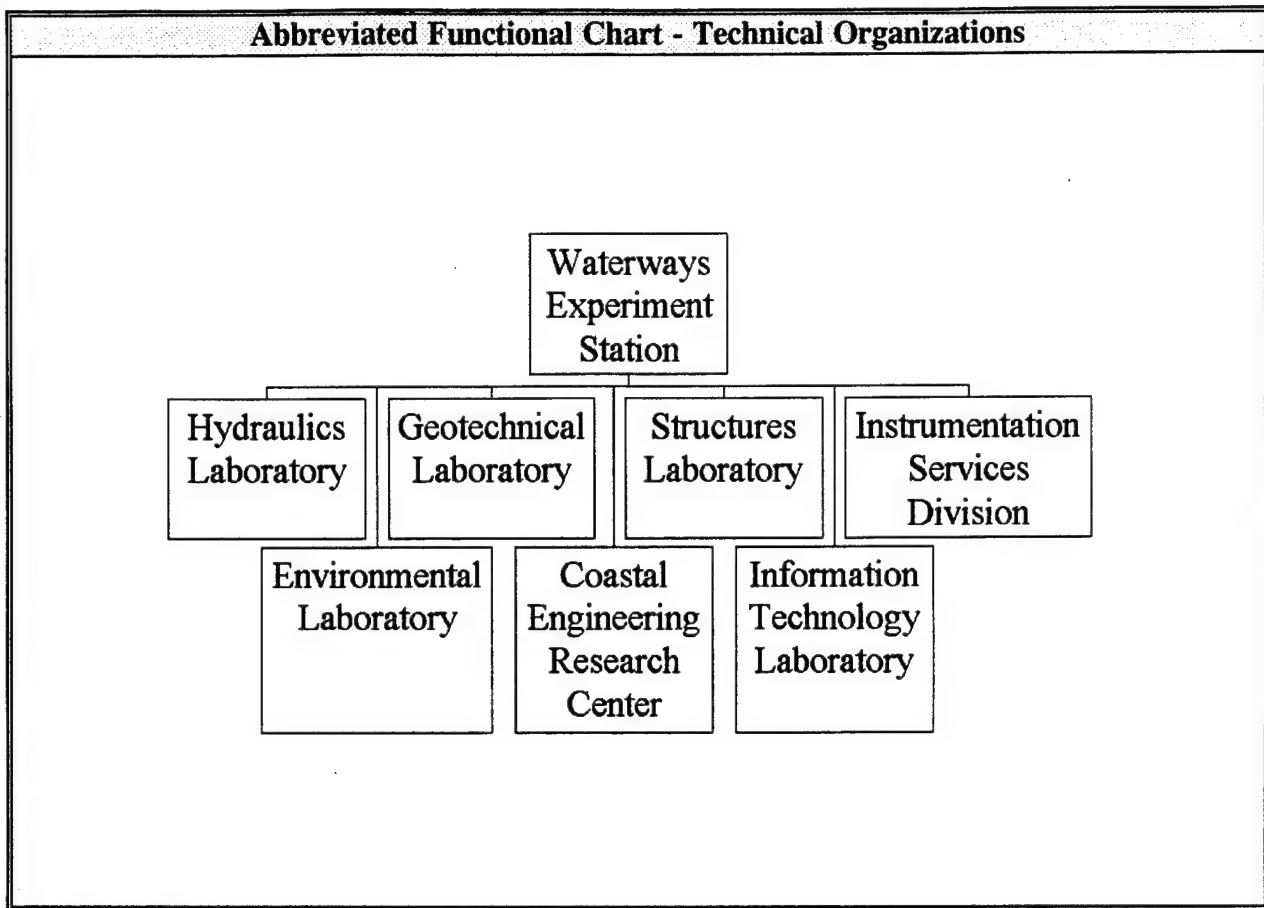 Abbreviated Functional Chart - Technical Organizations
Waterways
Experiment
Station
Hydraulics
Laboratory
Geotechnical
Laboratory
Structures
Laboratory
Instrumentation
Services
Division
Environmental
Laboratory
Coastal
Engineering
Research
Center
Information
Technology
Laboratory